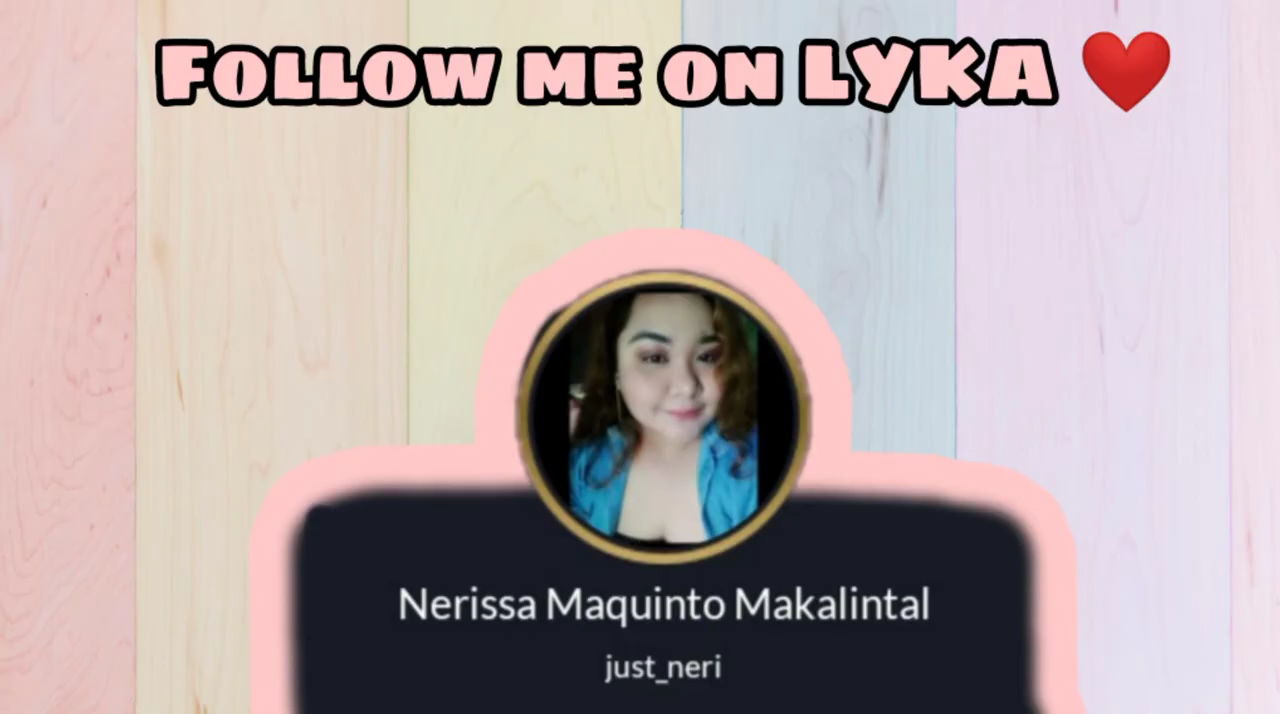 Follow me on LYKA ❤️
Nerissa Maquinto Makalintal
just_neri